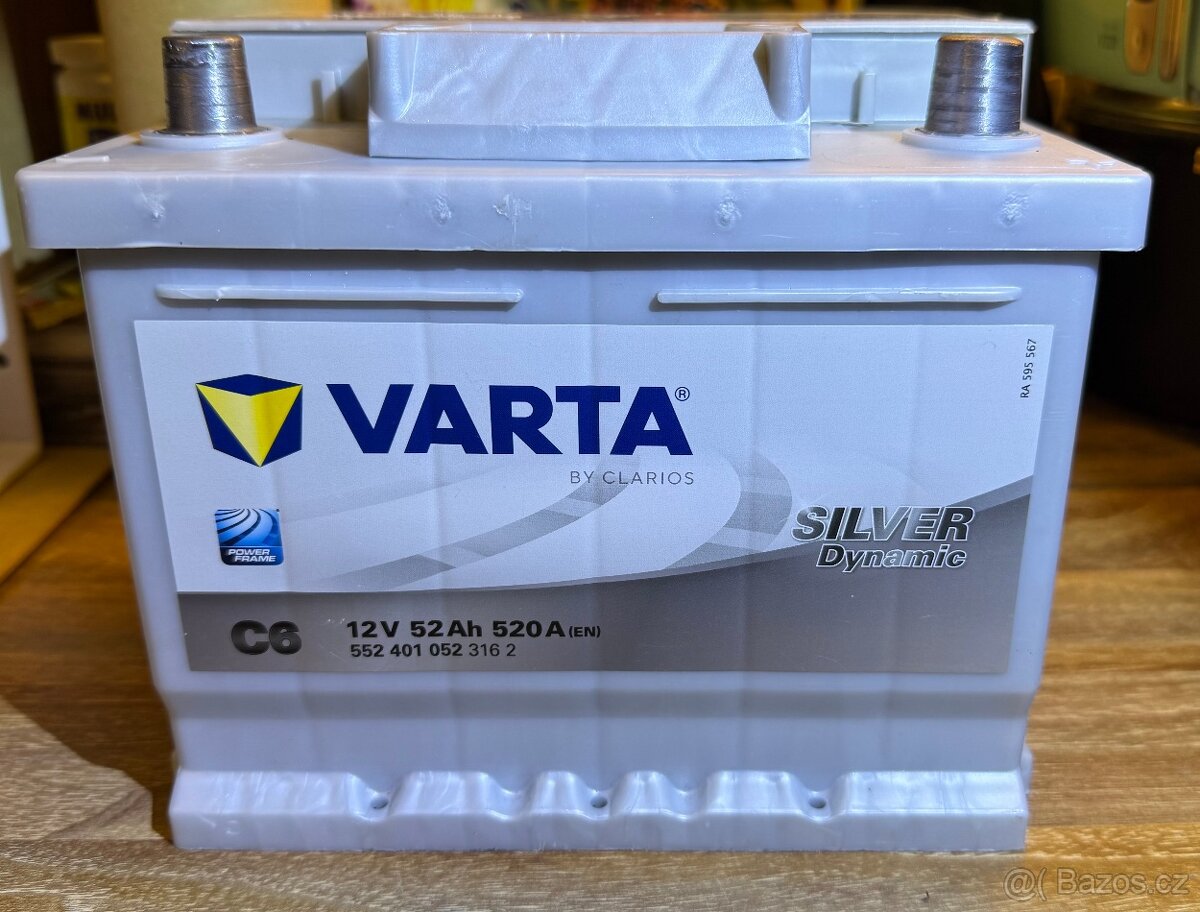 VARTA®
BY CLARIOS
RA 595 567
POWER
FRAME
SILVER
Dynamic
C6
12V 52Ah 520A (EN)
552 401 052 316 2
@( Bazos.cz